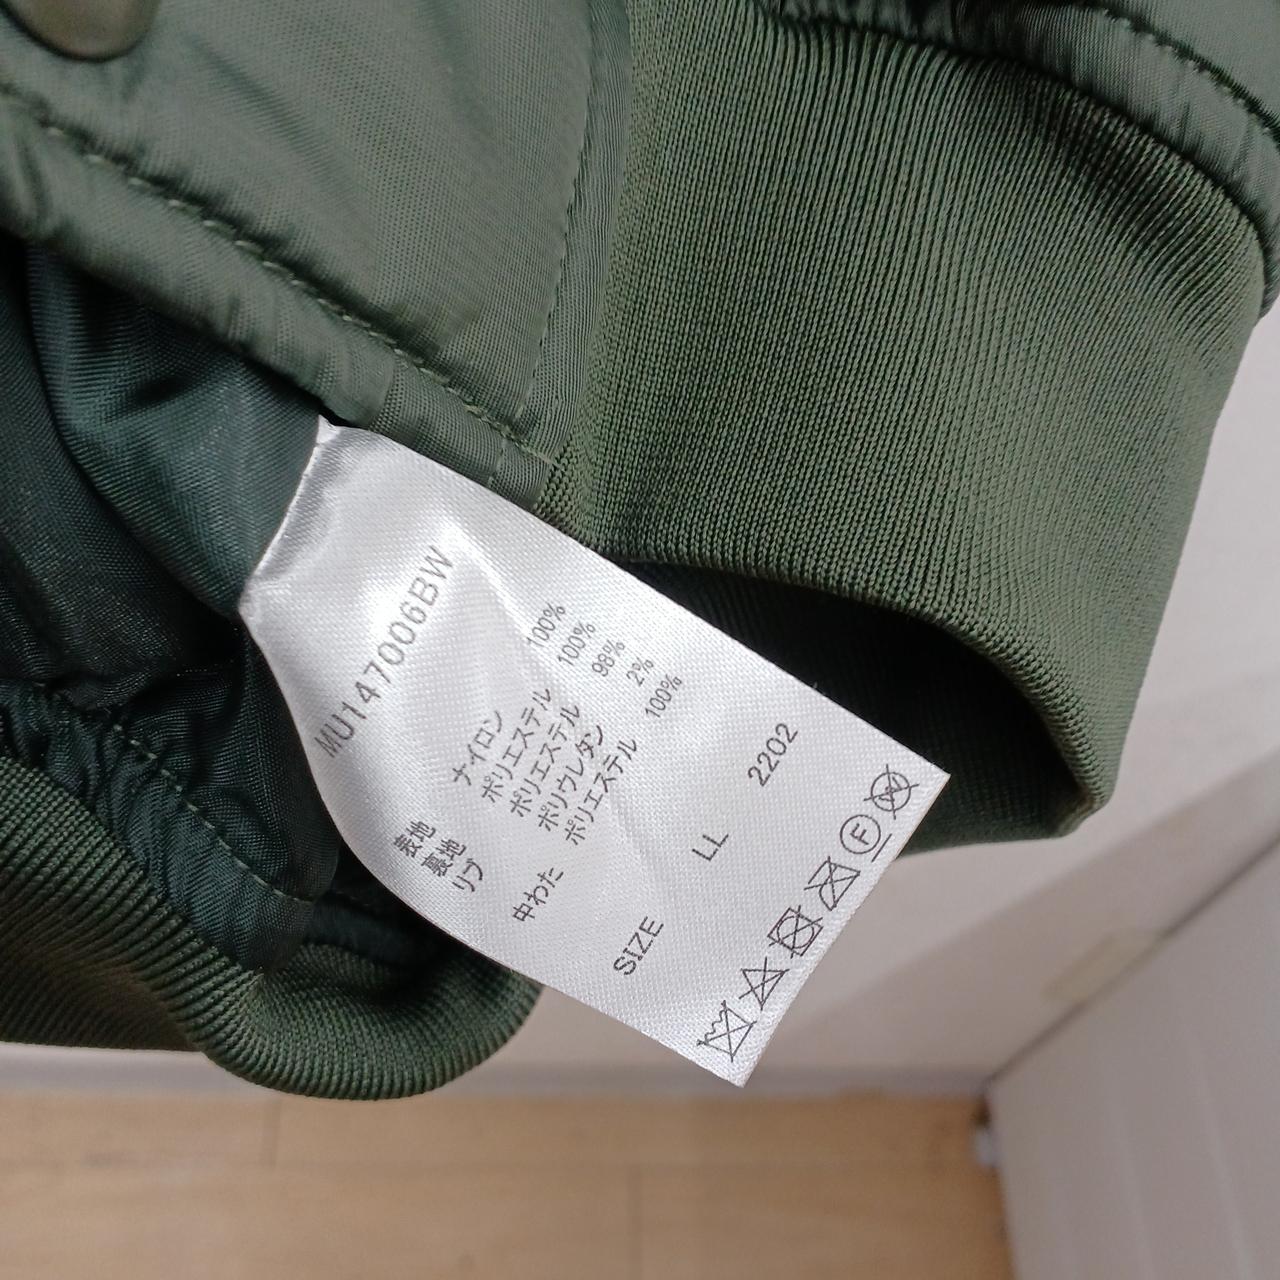 MU147006BW
表地 ナイロン 100%
裏地 ポリエステル 100%
リブ ポリエステル 98%
ポリウレタン 2%
中わた ポリエステル 100%
SIZE LL 2202
F
W